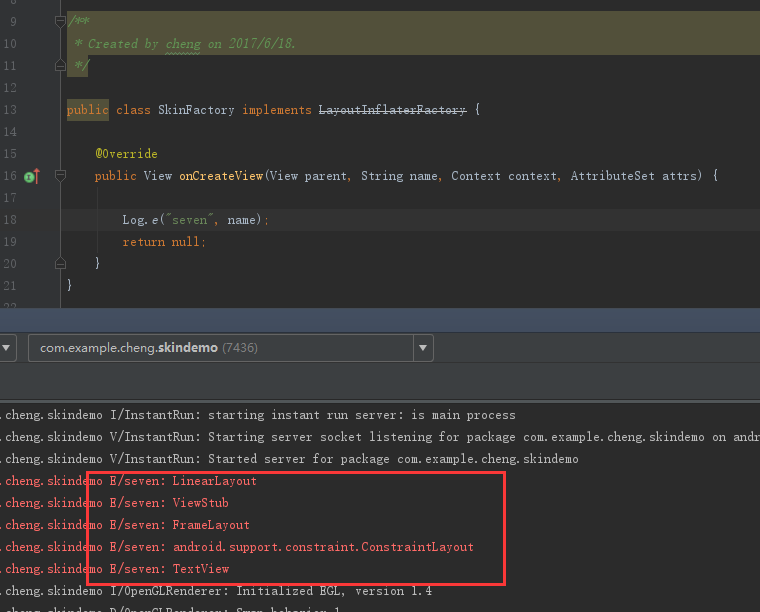 9 /**
10 * Created by cheng on 2017/6/18.
11 */
12
13 public class SkinFactory implements LayoutInflaterFactory {
14
15 @Override
16 public View onCreateView(View parent, String name, Context context, AttributeSet attrs) {
17
18 Log.e("seven", name);
19 return null;
20 }
21 }
com.example.cheng.skindemo (7436)
.cheng.skindemo I/InstantRun: starting instant run server: is main process
.cheng.skindemo V/InstantRun: Starting server socket listening for package com.example.cheng.skindemo on andr
.cheng.skindemo V/InstantRun: Started server for package com.example.cheng.skindemo
.cheng.skindemo E/seven: LinearLayout
.cheng.skindemo E/seven: ViewStub
.cheng.skindemo E/seven: FrameLayout
.cheng.skindemo E/seven: android.support.constraint.ConstraintLayout
.cheng.skindemo E/seven: TextView
.cheng.skindemo I/OpenGLRenderer: Initialized EGL, version 1.4